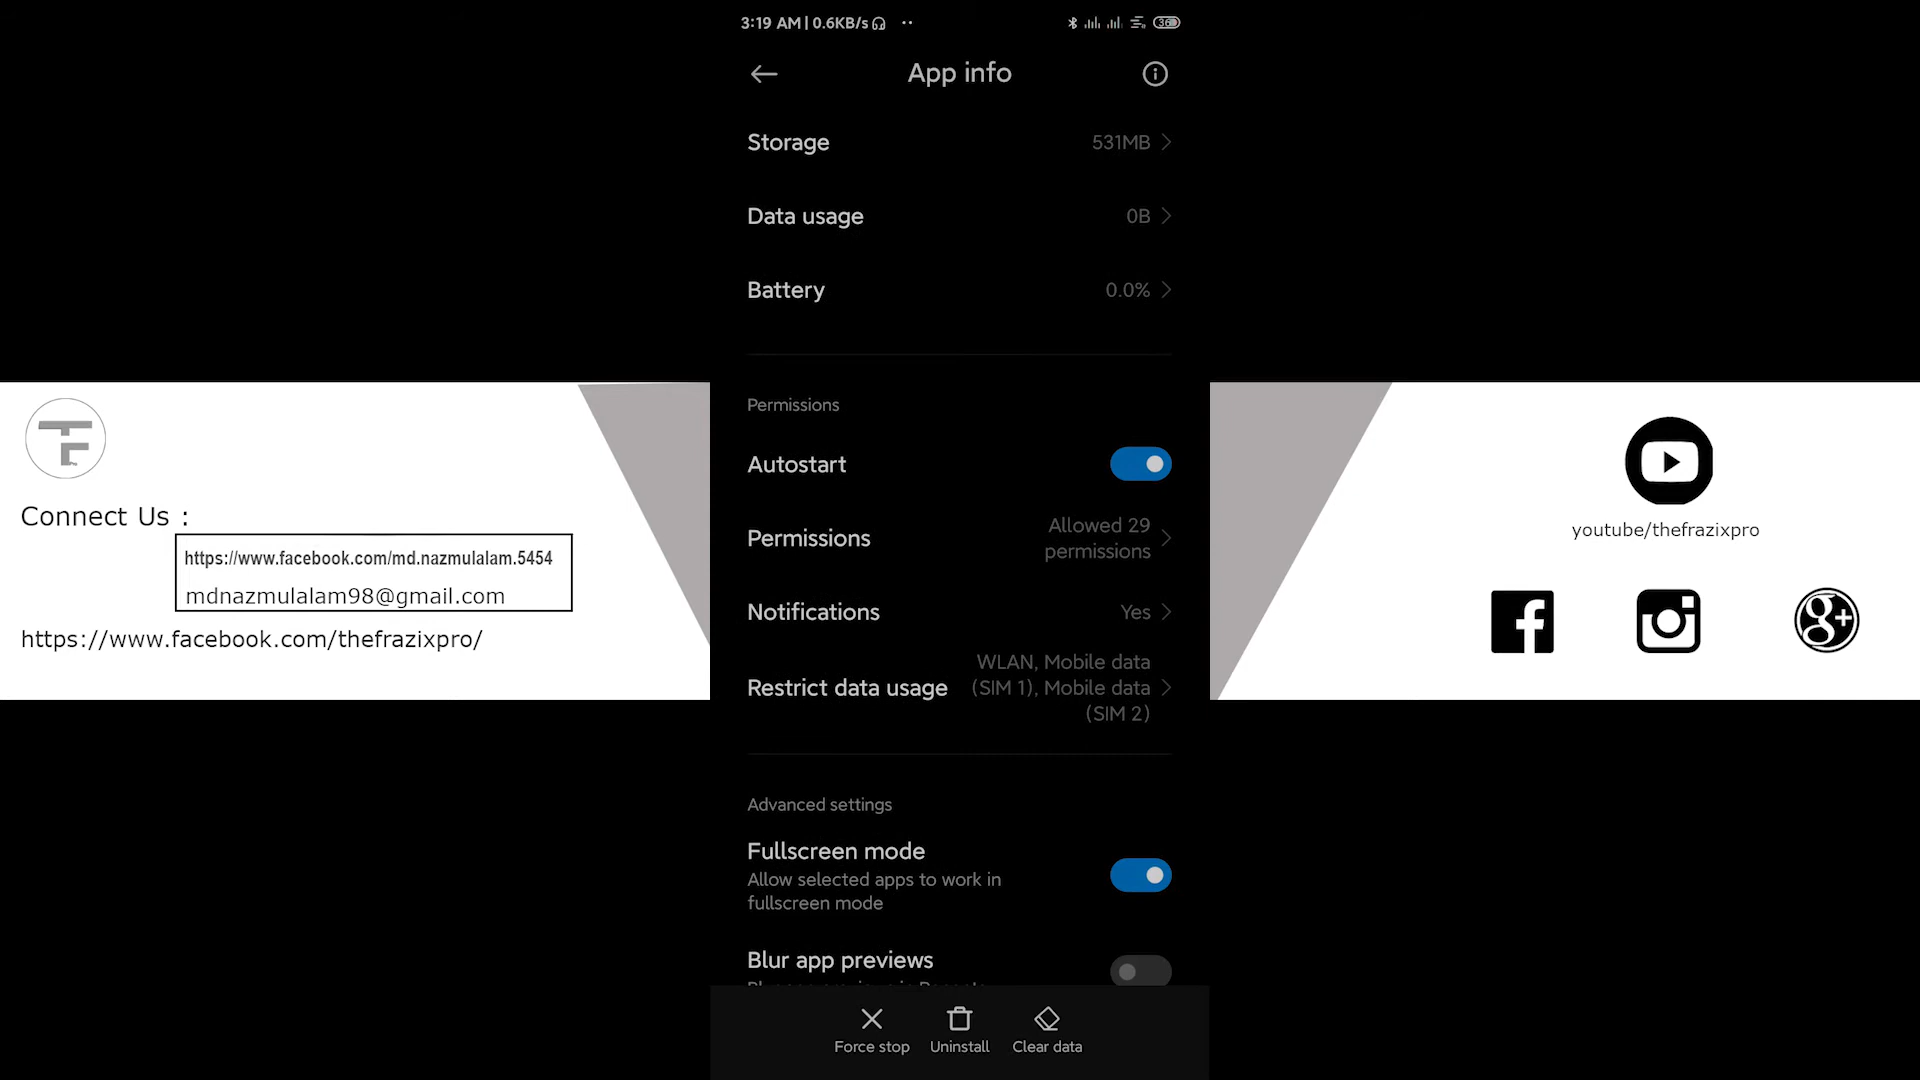 3:19 AM | 0.6KB/s
36
App info
Storage 531MB
Data usage 0B
Battery 0.0%
Permissions
Autostart
Permissions Allowed 29
permissions
Notifications Yes
Restrict data usage WLAN, Mobile data
(SIM 1), Mobile data
(SIM 2)
Advanced settings
Fullscreen mode
Allow selected apps to work in
fullscreen mode
Blur app previews
Force stop Uninstall Clear data
TF
Connect Us :
https://www.facebook.com/md.nazmulalam.5454
mdnazmulalam98@gmail.com
https://www.facebook.com/thefrazixpro/
youtube/thefrazixpro
g+